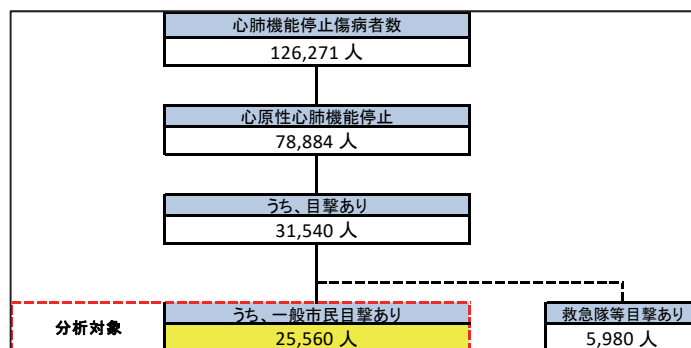 心肺機能停止傷病者数
126,271 人
心原性心肺機能停止
78,884 人
うち、目撃あり
31,540 人
分析対象
うち、一般市民目撃あり
25,560 人
救急隊等目撃あり
5,980 人